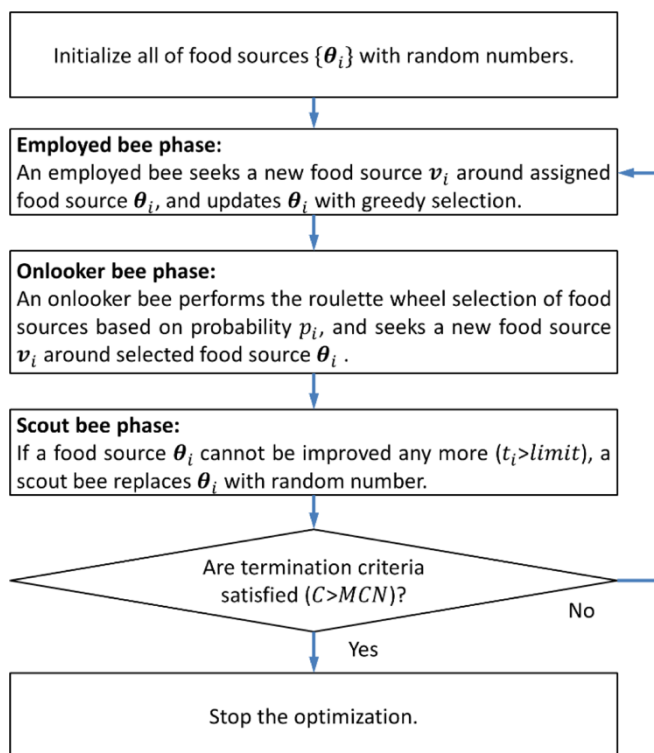 Initialize all of food sources {θᵢ} with random numbers.
Employed bee phase:
An employed bee seeks a new food source vᵢ around assigned
food source θᵢ, and updates θᵢ with greedy selection.
Onlooker bee phase:
An onlooker bee performs the roulette wheel selection of food
sources based on probability pᵢ, and seeks a new food source
vᵢ around selected food source θᵢ .
Scout bee phase:
If a food source θᵢ cannot be improved any more (tᵢ>limit), a
scout bee replaces θᵢ with random number.
Are termination criteria
satisfied (C>MCN)?
No
Yes
Stop the optimization.